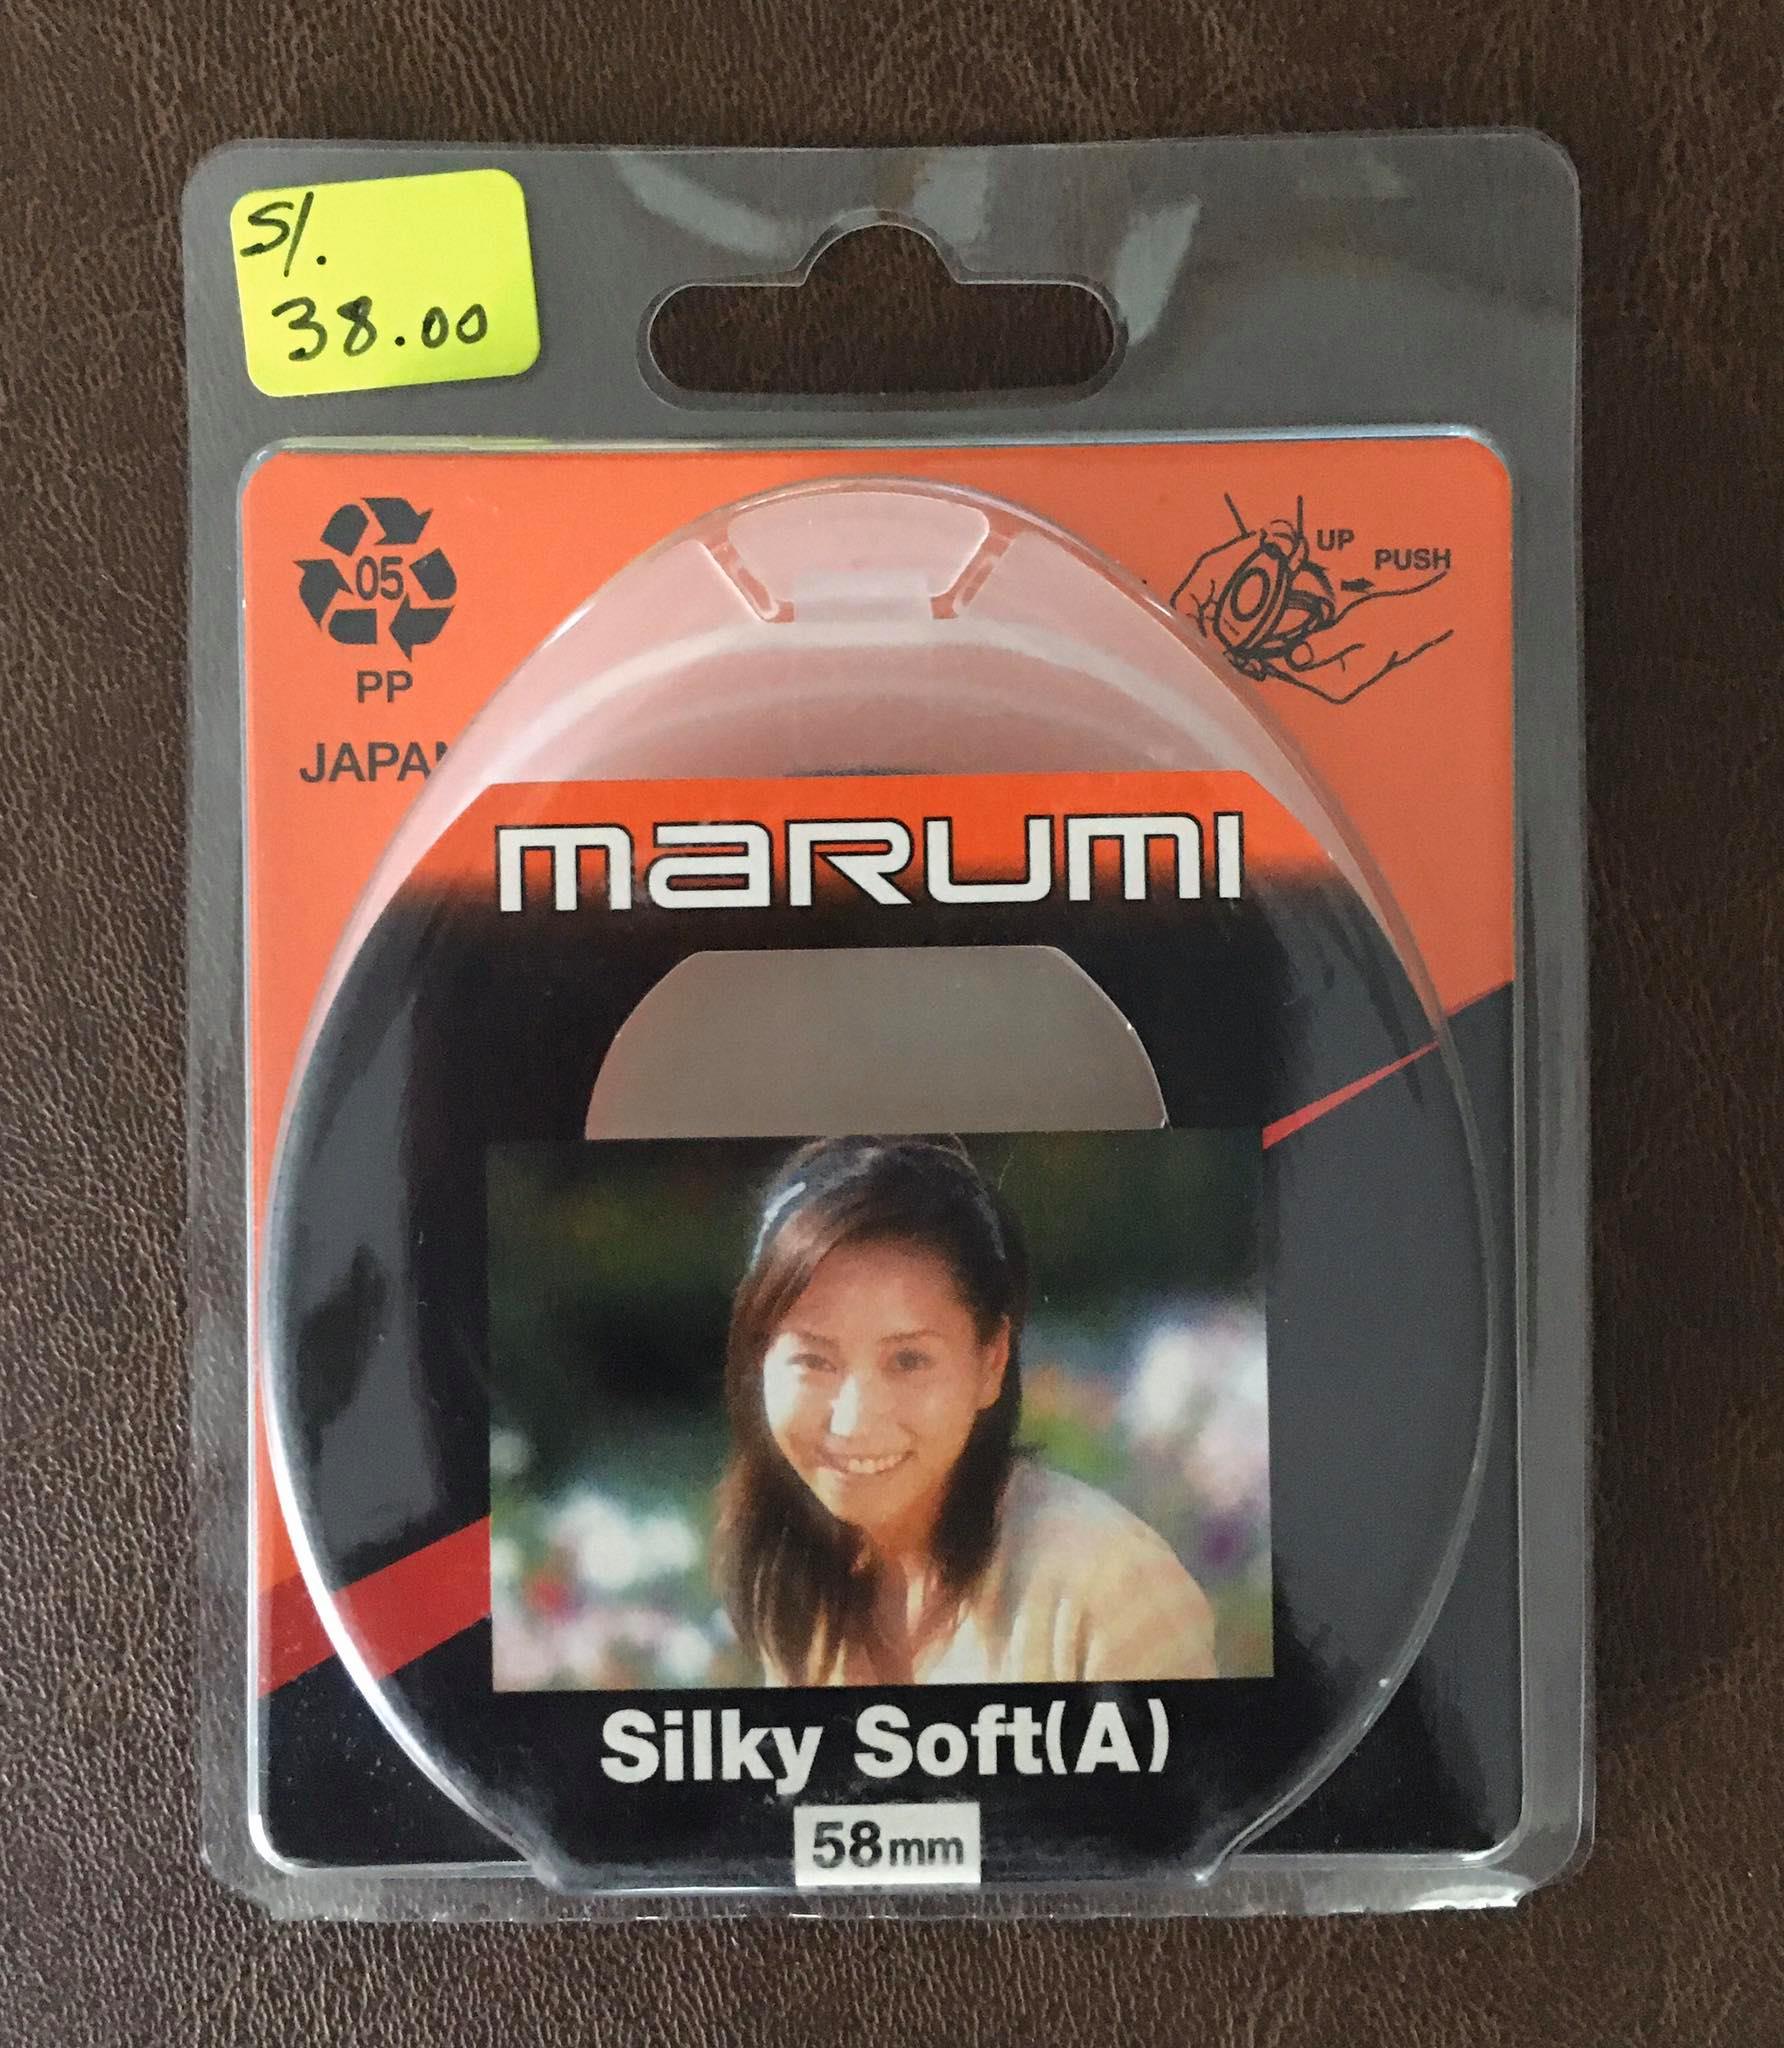 S/.
38.00
05
PP
JAPAN
UP
PUSH
marumi
Silky Soft(A)
58mm